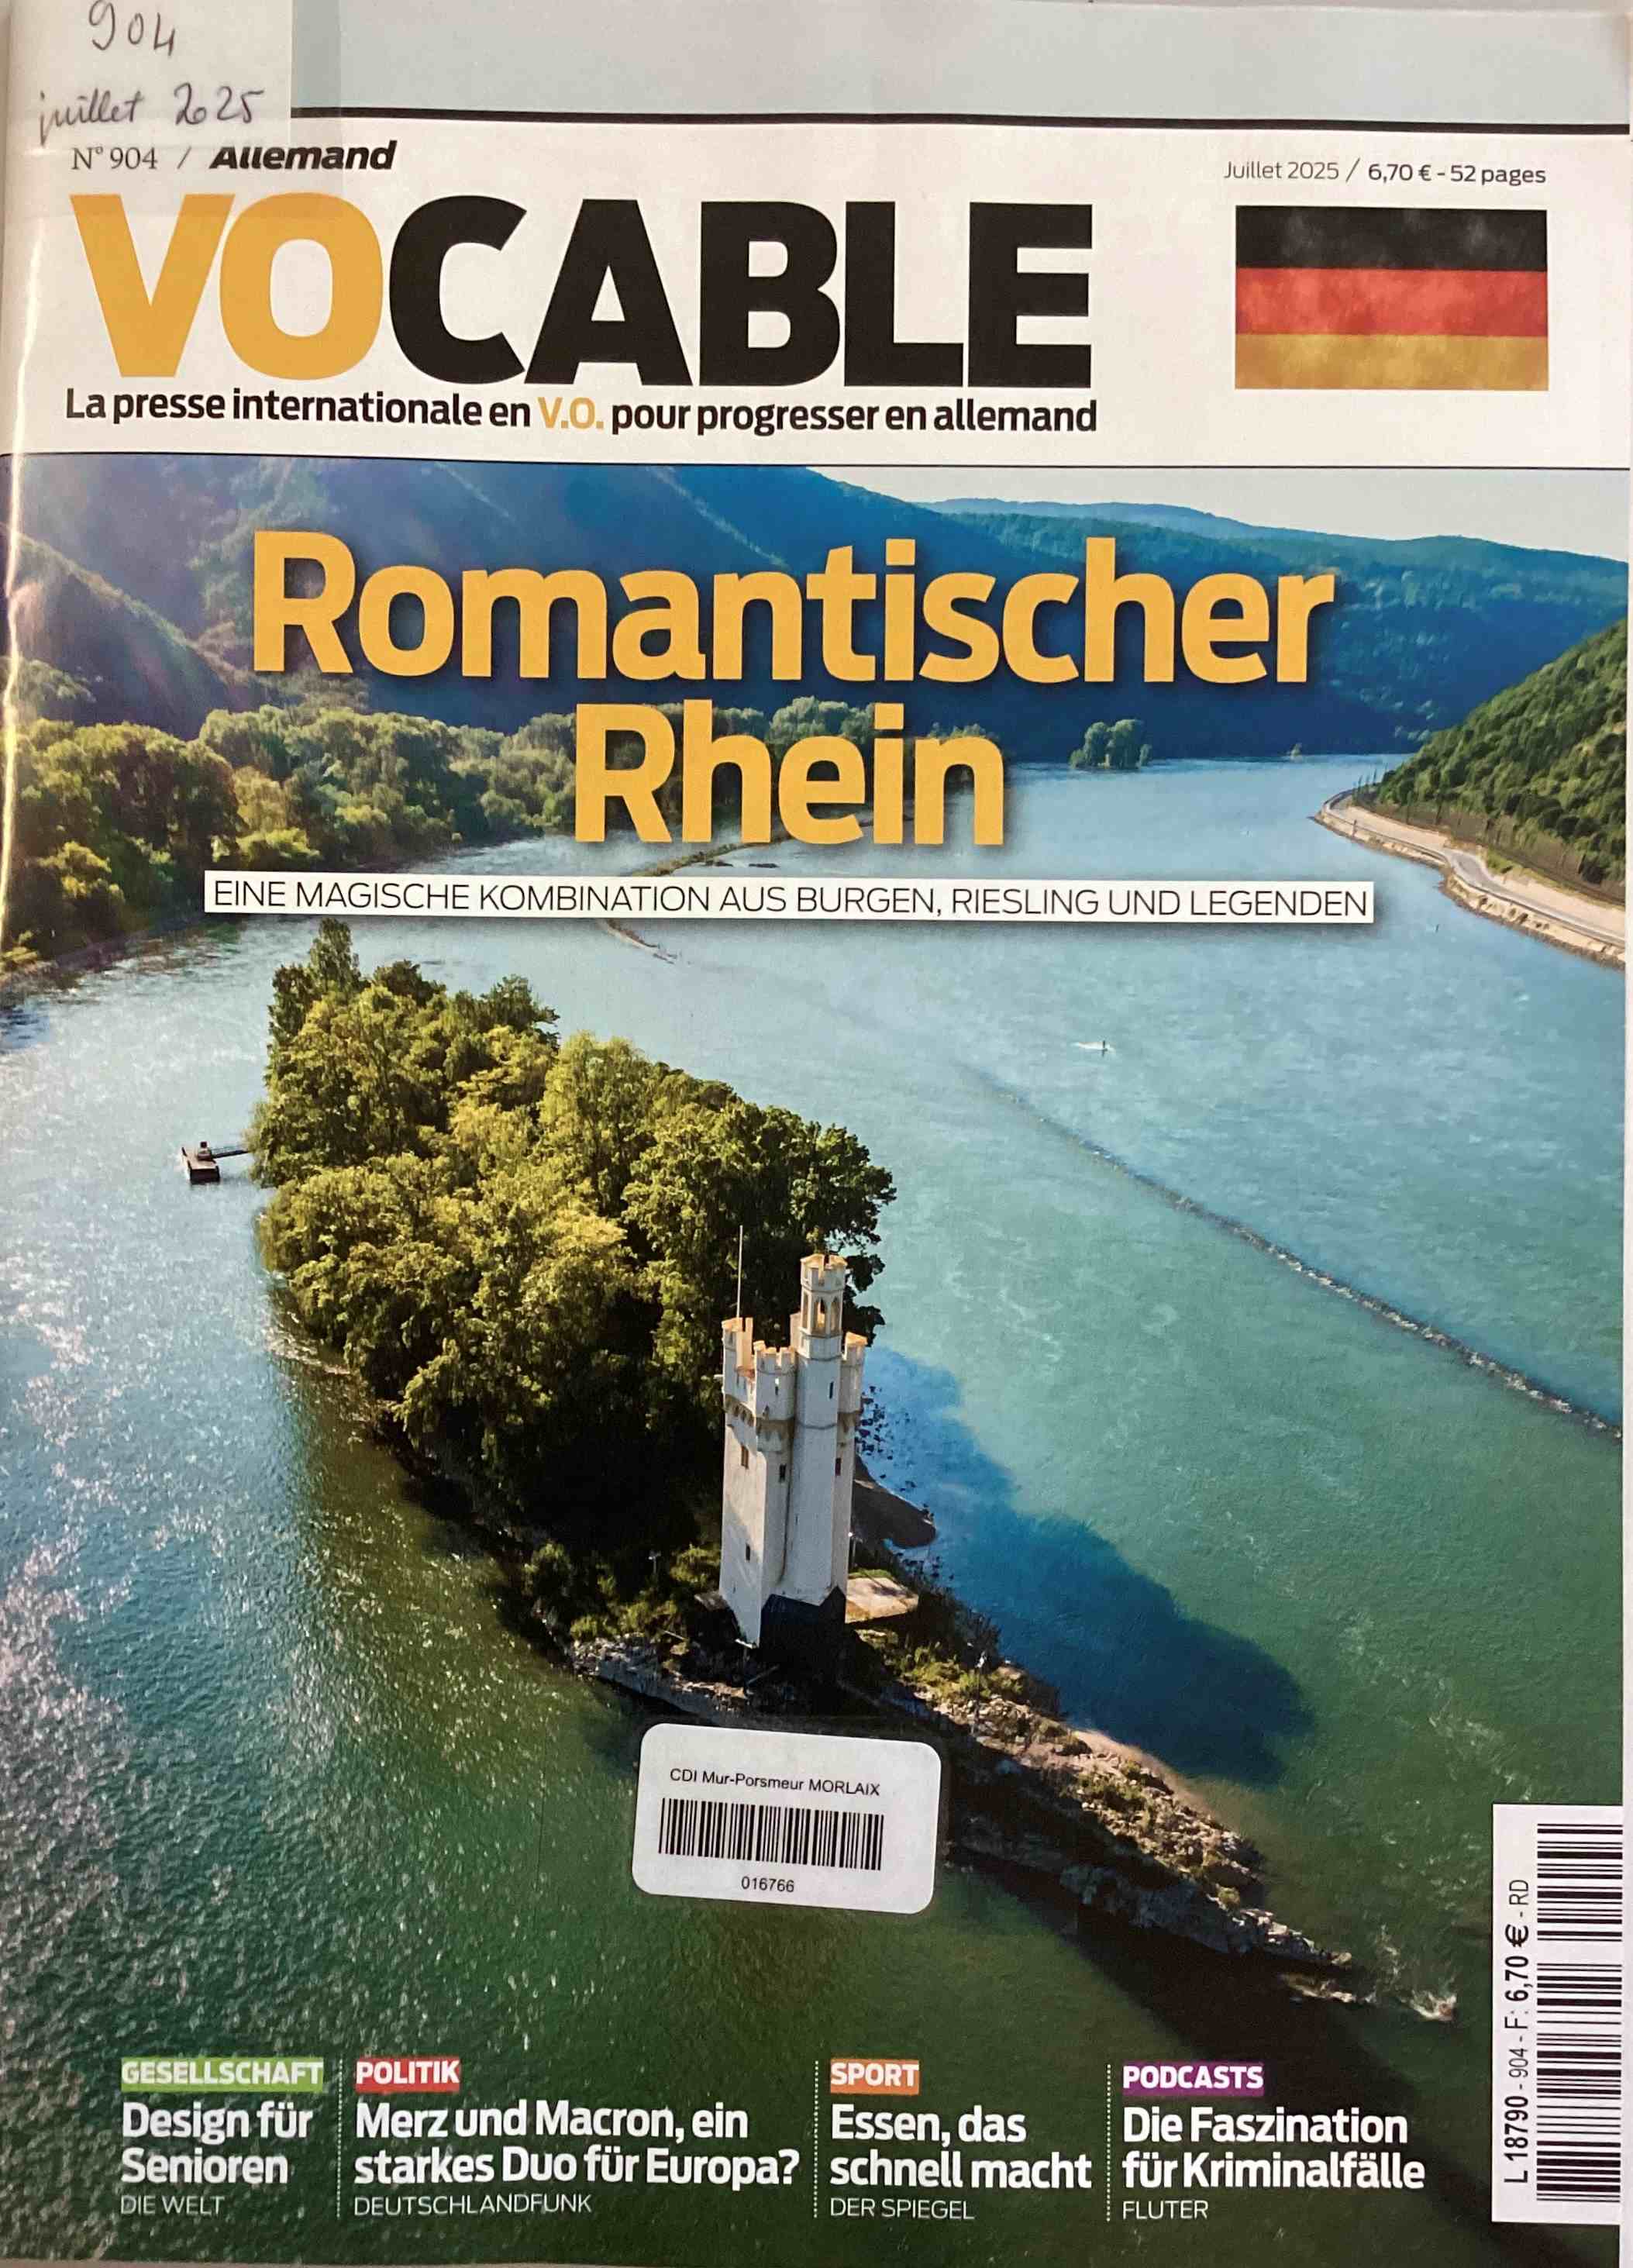 904
juillet 2025
N° 904 / Allemand
Juillet 2025 / 6,70 € - 52 pages
VOCABLE
La presse internationale en V.O. pour progresser en allemand
Romantischer
Rhein
EINE MAGISCHE KOMBINATION AUS BURGEN, RIESLING UND LEGENDEN
CDI Mur-Porsmeur MORLAIX
016766
GESELLSCHAFT
Design für
Senioren
DIE WELT
POLITIK
Merz und Macron, ein
starkes Duo für Europa?
DEUTSCHLANDFUNK
SPORT
Essen, das
schnell macht
DER SPIEGEL
PODCASTS
Die Faszination
für Kriminalfälle
FLUTER
L 18790 - 904 - F: 6,70 € - RD